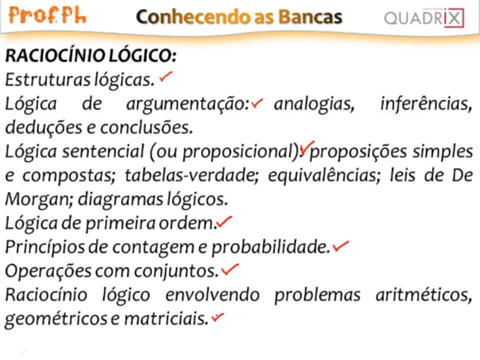 Prof.Ph Conhecendo as Bancas QUADRIX
RACIOCÍNIO LÓGICO:
Estruturas lógicas.
Lógica de argumentação: analogias, inferências,
deduções e conclusões.
Lógica sentencial (ou proposicional): proposições simples
e compostas; tabelas-verdade; equivalências; leis de De
Morgan; diagramas lógicos.
Lógica de primeira ordem.
Princípios de contagem e probabilidade.
Operações com conjuntos.
Raciocínio lógico envolvendo problemas aritméticos,
geométricos e matriciais.